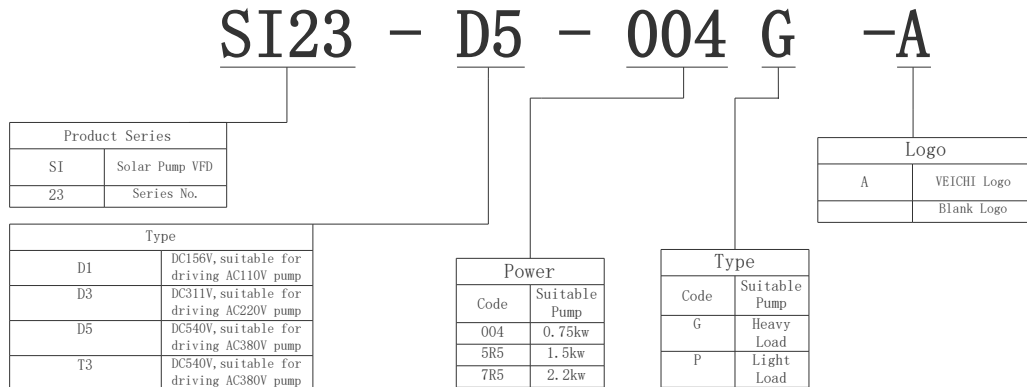 SI23 - D5 - 004 G -A
Product Series
SI Solar Pump VFD
23 Series No.
Type
D1 DC156V,suitable for
driving AC110V pump
D3 DC311V,suitable for
driving AC220V pump
D5 DC540V,suitable for
driving AC380V pump
T3 DC540V,suitable for
driving AC380V pump
Power
Code Suitable
Pump
004 0.75kw
5R5 1.5kw
7R5 2.2kw
Type
Code Suitable
Pump
G Heavy
Load
P Light
Load
Logo
A VEICHI Logo
Blank Logo